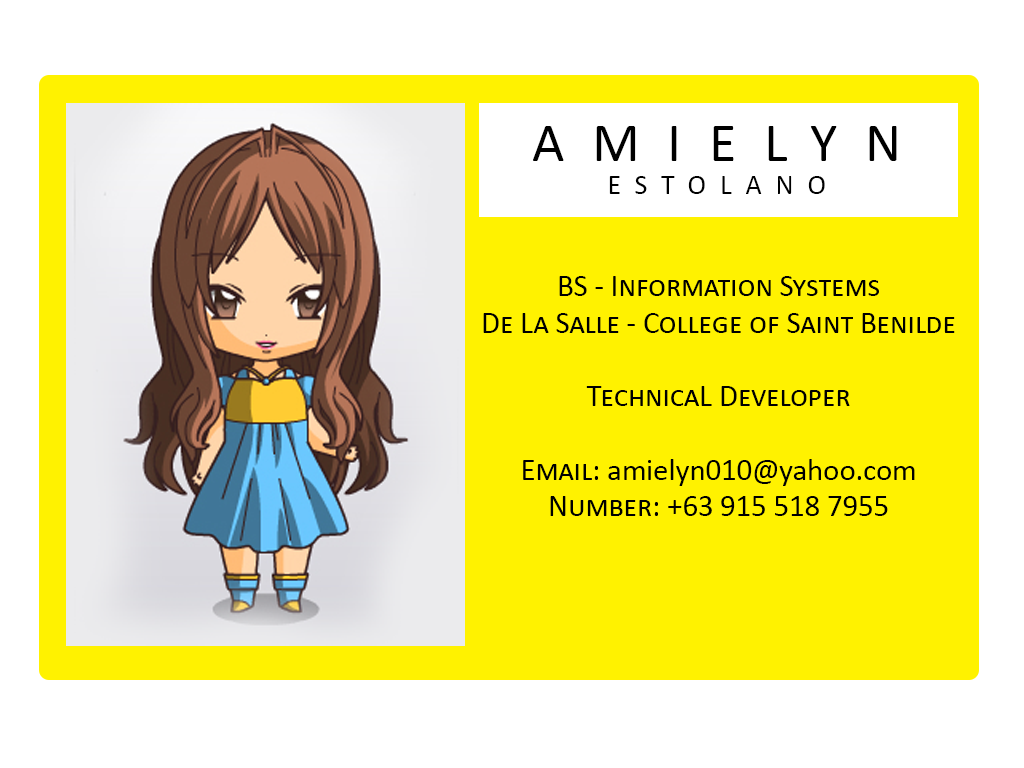 AMIELYN
ESTOLANO
BS - Information Systems
De La Salle - College of Saint Benilde
TechnicaL Developer
Email: amielyn010@yahoo.com
Number: +63 915 518 7955